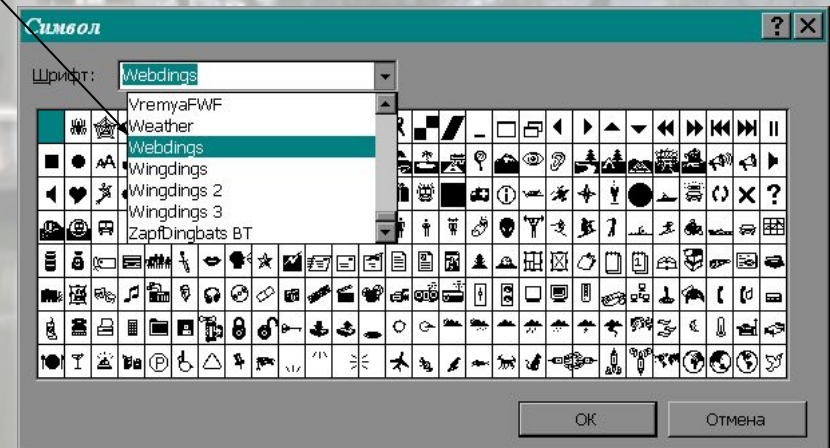 Символ
Шрифт: Webdings
VremyaFWF
Weather
Webdings
Wingdings
Wingdings 2
Wingdings 3
ZapfDingbats BT
OK
Отмена